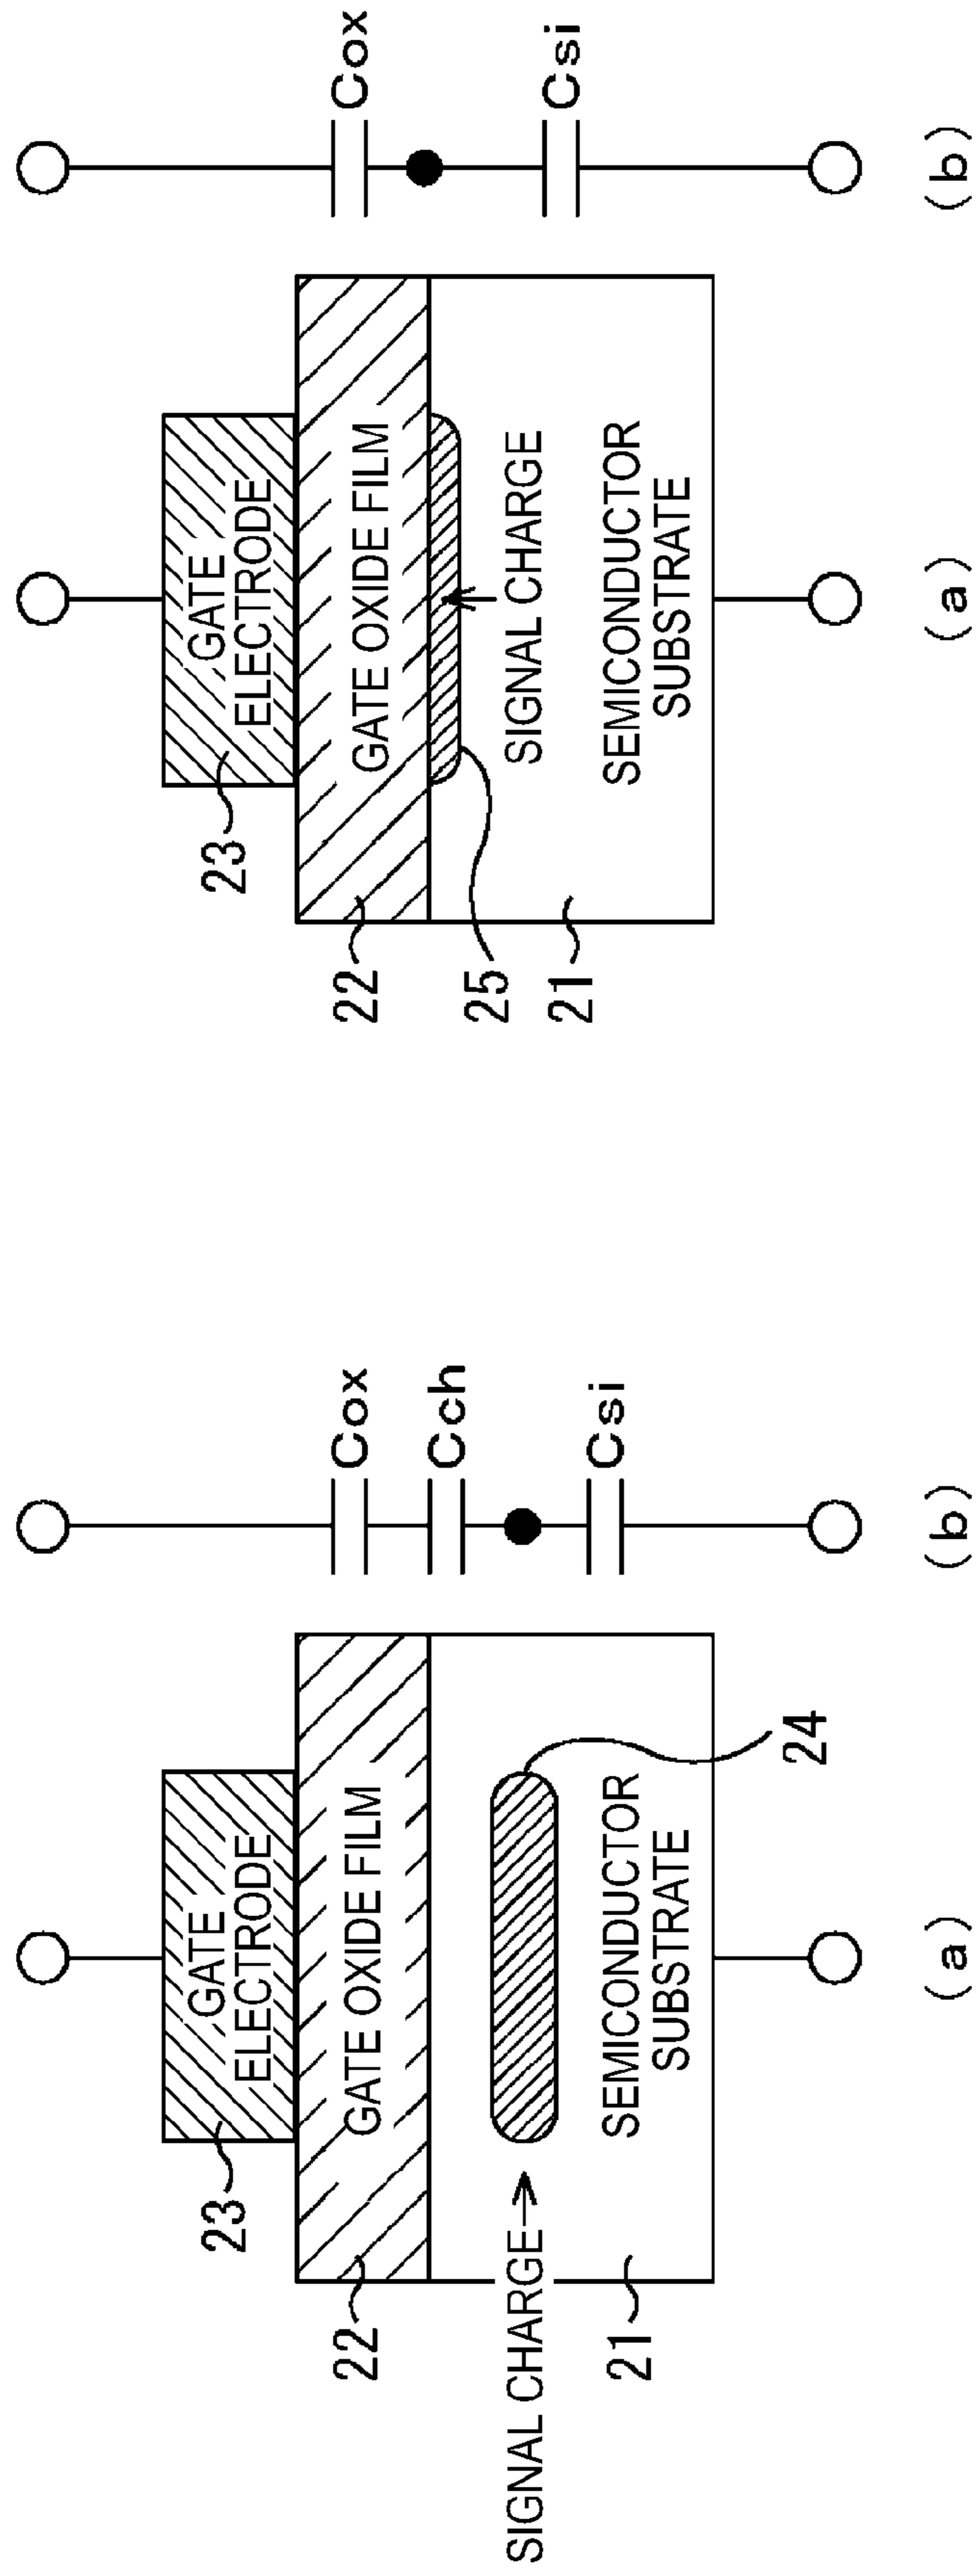 GATE
ELECTRODE
23
GATE OXIDE FILM
22
SIGNAL CHARGE
24
SEMICONDUCTOR
SUBSTRATE
21
(a)
Cox
Cch
Csi
(b)
GATE
ELECTRODE
23
GATE OXIDE FILM
22
25
SIGNAL CHARGE
SEMICONDUCTOR
SUBSTRATE
21
(a)
Cox
Csi
(b)